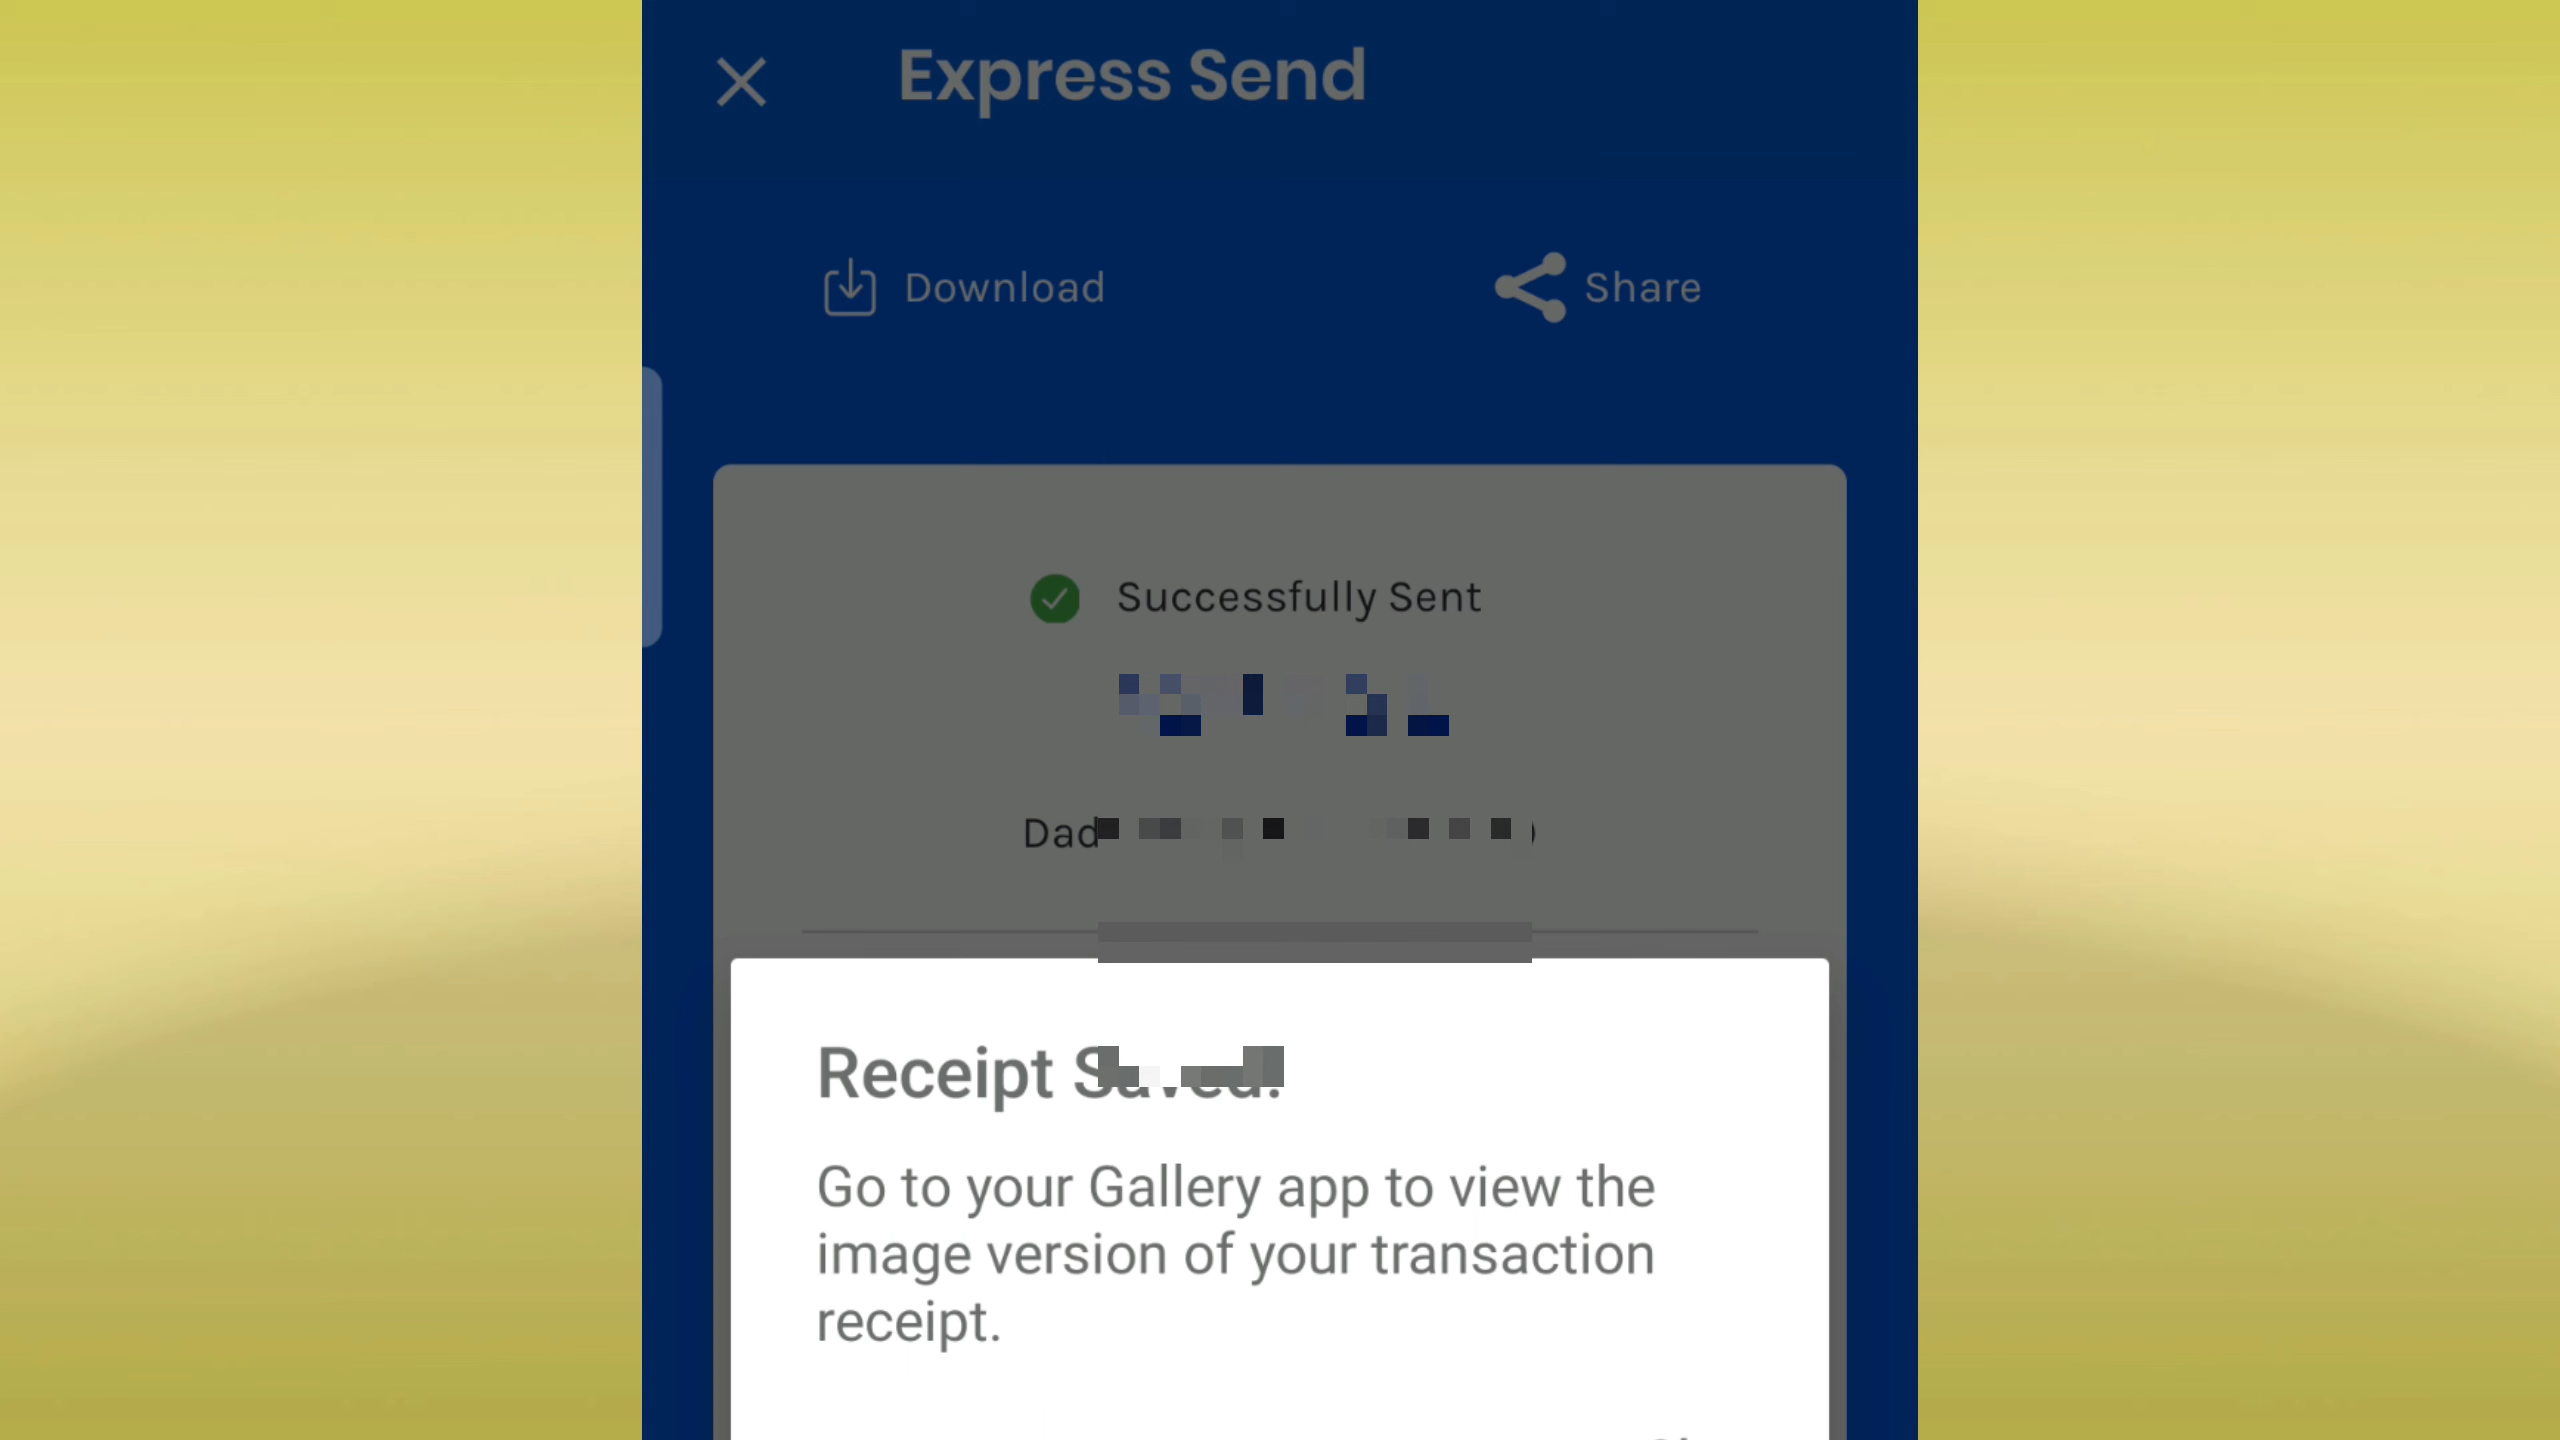 Express Send
Download
Share
Successfully Sent
Dad
Receipt Saved!
Go to your Gallery app to view the
image version of your transaction
receipt.